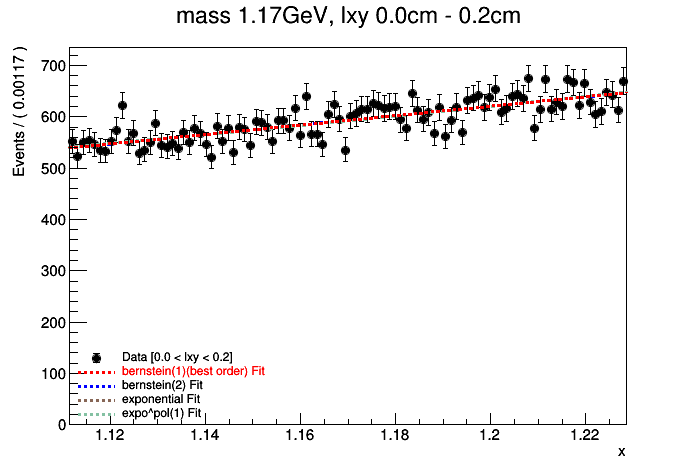 mass 1.17GeV, lxy 0.0cm - 0.2cm
Events / ( 0.00117 )
700
600
500
400
300
200
100
0
Data [0.0 < lxy < 0.2]
bernstein(1)(best order) Fit
bernstein(2) Fit
exponential Fit
expo^pol(1) Fit
1.12 1.14 1.16 1.18 1.2 1.22
x